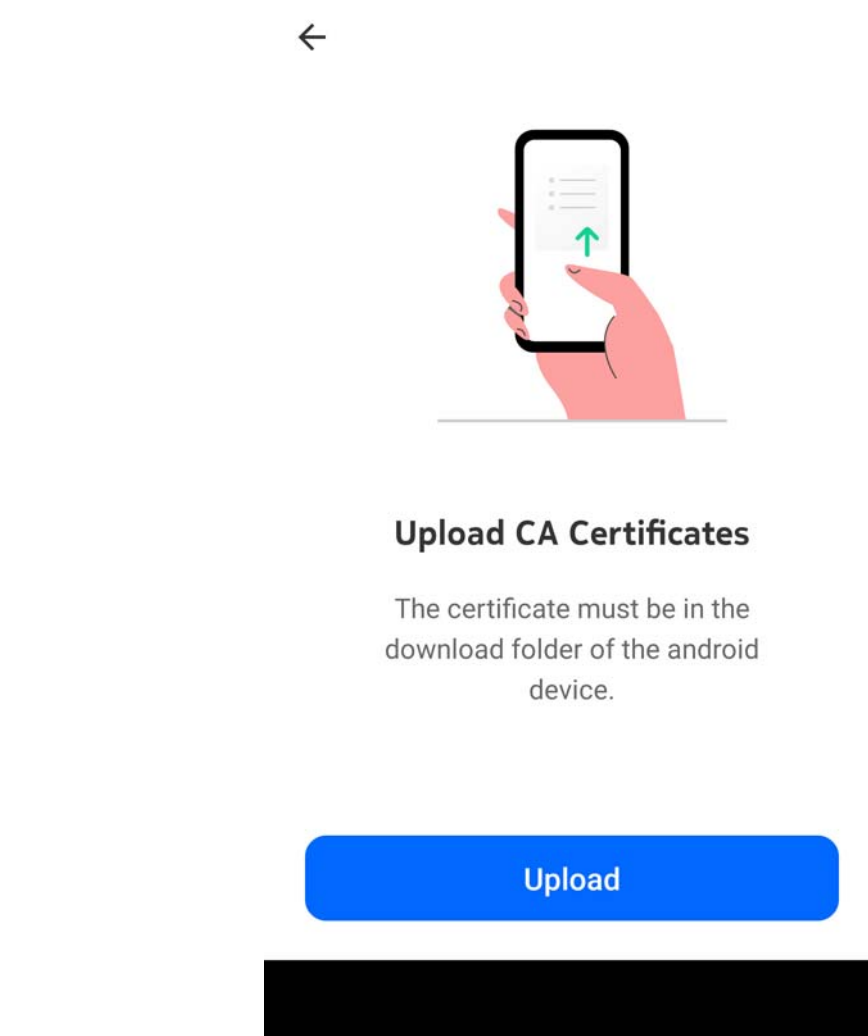 Upload CA Certificates
The certificate must be in the
download folder of the android
device.
Upload